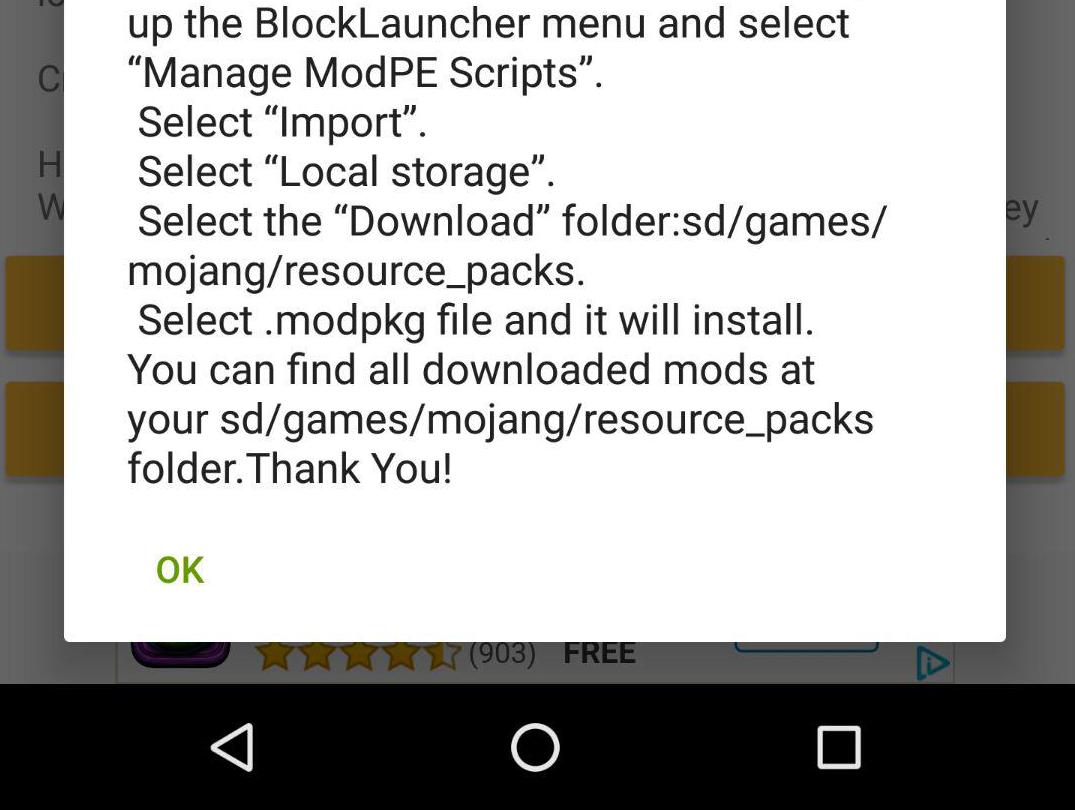 up the BlockLauncher menu and select
“Manage ModPE Scripts”.
Select “Import”.
Select “Local storage”.
Select the “Download” folder:sd/games/
mojang/resource_packs.
Select .modpkg file and it will install.
You can find all downloaded mods at
your sd/games/mojang/resource_packs
folder.Thank You!
OK
(903) FREE